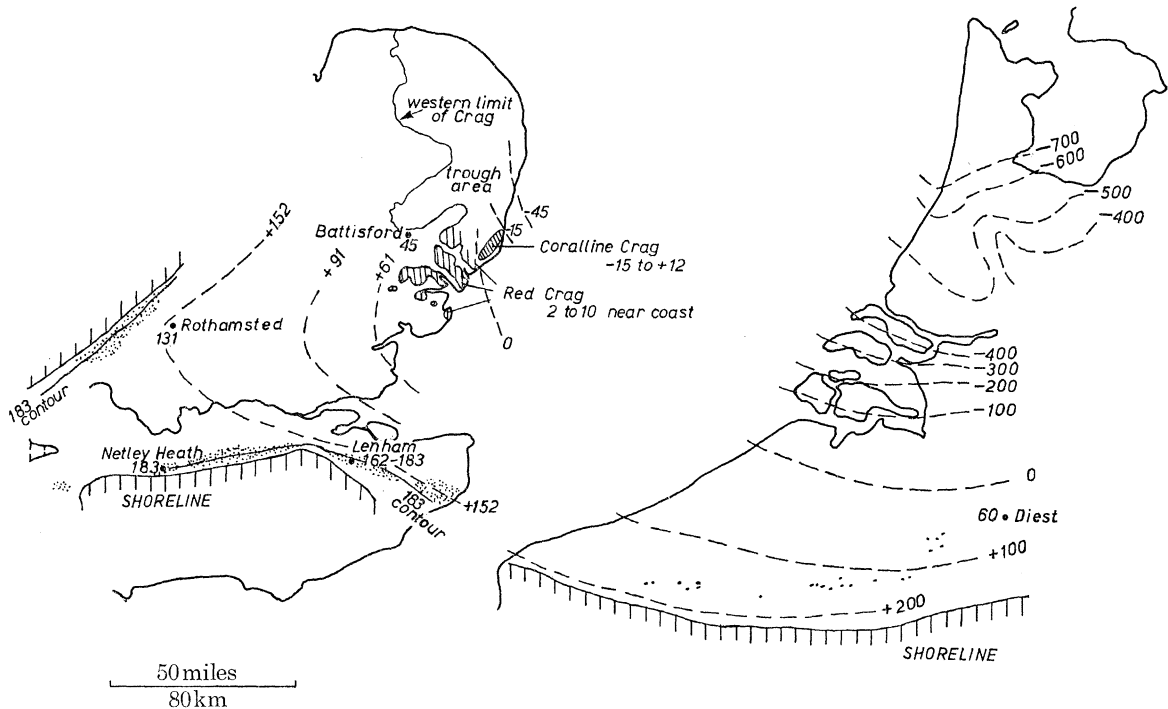 western limit
of Crag
trough
area
-45
-15
+152
Battisford
45
+91
+61
Coralline Crag
-15 to +12
Red Crag
2 to 10 near coast
0
Rothamsted
131
183
contour
Netley Heath
183
Lenham
162-183
SHORELINE
183
contour
+152
-700
-600
-500
-400
-400
-300
-200
-100
0
60 Diest
+100
+200
SHORELINE
50 miles
80 km